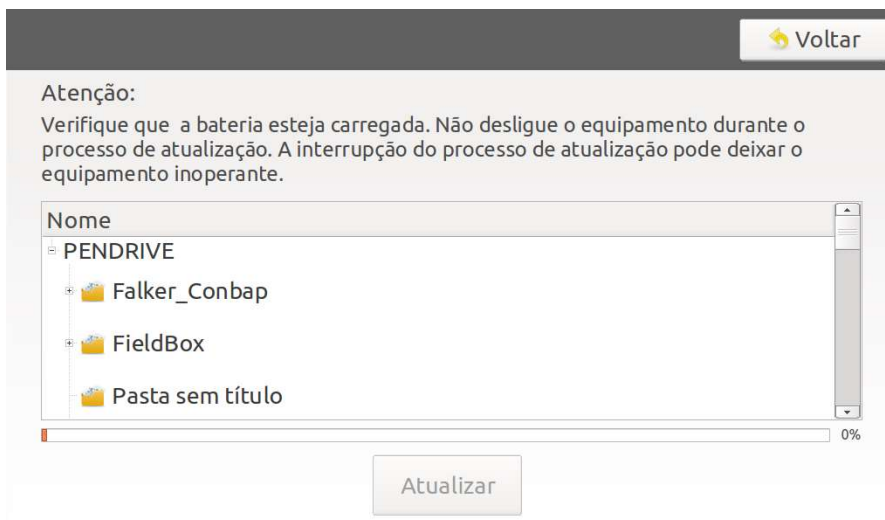 Voltar
Atenção:
Verifique que  a bateria esteja carregada. Não desligue o equipamento durante o
processo de atualização. A interrupção do processo de atualização pode deixar o
equipamento inoperante.
Nome
PENDRIVE
Falker_Conbap
FieldBox
Pasta sem título
0%
Atualizar